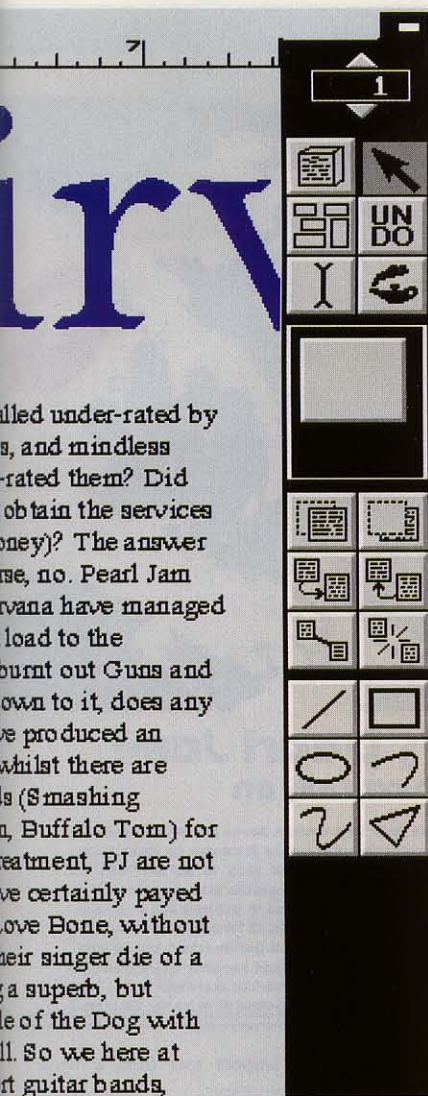 7
1
irv
UN
DO
alled under-rated by
s, and mindless
-rated them? Did
obtain the services
oney)? The answer
rse, no. Pearl Jam
rvana have managed
load to the
burnt out Guns and
own to it, does any
ve produced an
whilst there are
ds (Smashing
n, Buffalo Tom) for
reatment, PJ are not
ve certainly payed
Love Bone, without
heir singer die of a
g a superb, but
le of the Dog with
ll. So we here at
rt guitar bands,